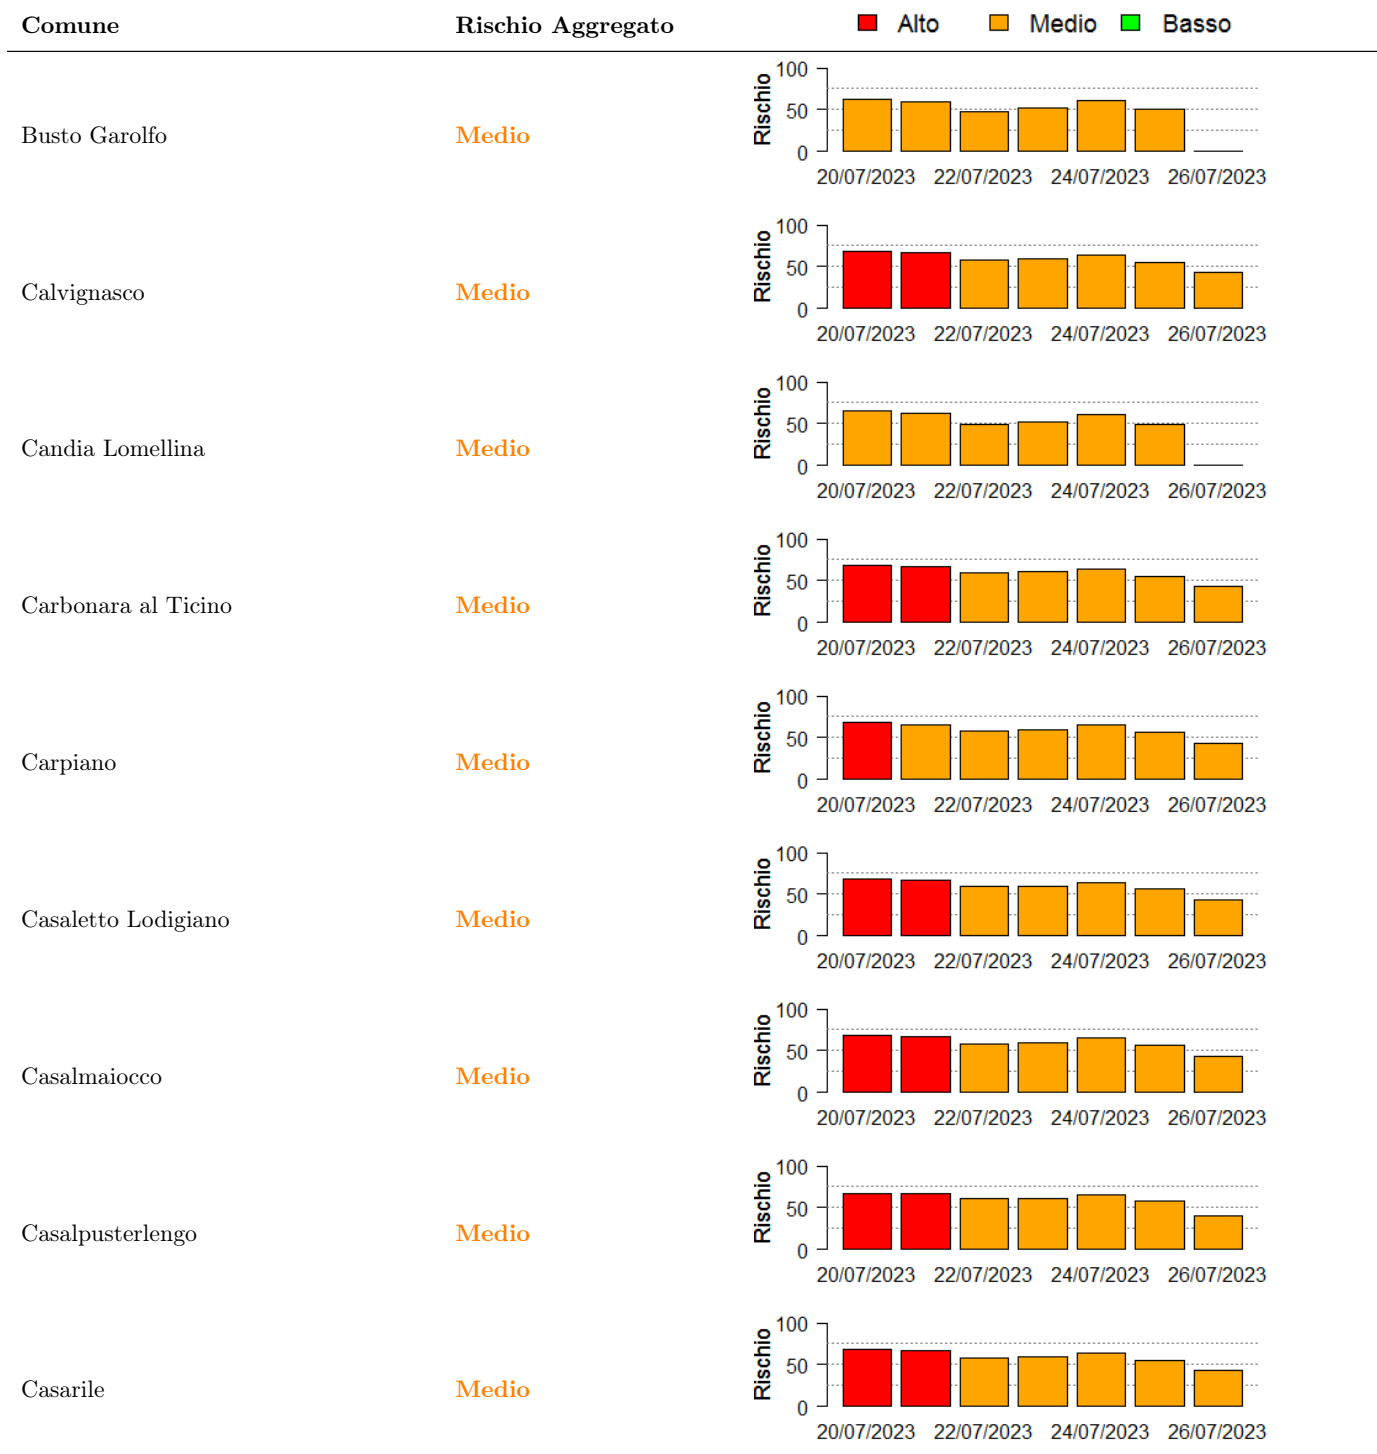 Comune Rischio Aggregato Alto Medio Basso
Busto Garolfo Medio
Rischio
100
50
0
20/07/2023 22/07/2023 24/07/2023 26/07/2023
Calvignasco Medio
Rischio
100
50
0
20/07/2023 22/07/2023 24/07/2023 26/07/2023
Candia Lomellina Medio
Rischio
100
50
0
20/07/2023 22/07/2023 24/07/2023 26/07/2023
Carbonara al Ticino Medio
Rischio
100
50
0
20/07/2023 22/07/2023 24/07/2023 26/07/2023
Carpiano Medio
Rischio
100
50
0
20/07/2023 22/07/2023 24/07/2023 26/07/2023
Casaletto Lodigiano Medio
Rischio
100
50
0
20/07/2023 22/07/2023 24/07/2023 26/07/2023
Casalmaiocco Medio
Rischio
100
50
0
20/07/2023 22/07/2023 24/07/2023 26/07/2023
Casalpusterlengo Medio
Rischio
100
50
0
20/07/2023 22/07/2023 24/07/2023 26/07/2023
Casarile Medio
Rischio
100
50
0
20/07/2023 22/07/2023 24/07/2023 26/07/2023